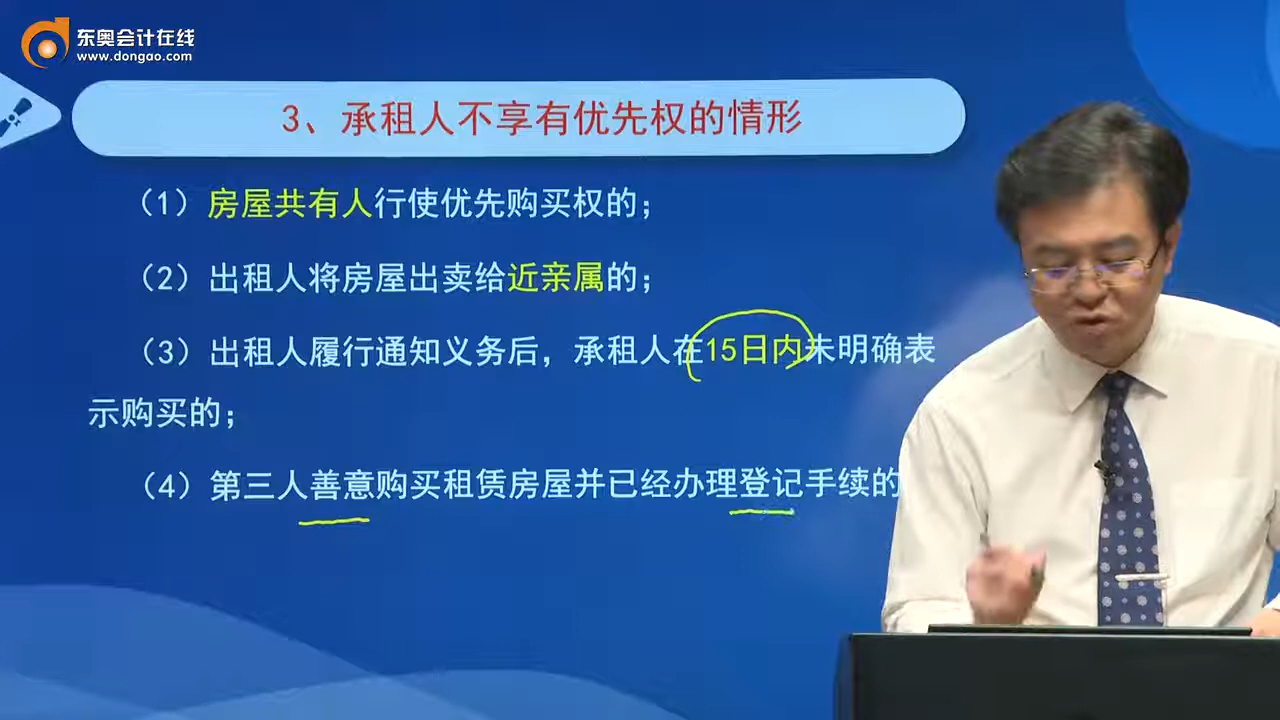 东奥会计在线
www.dongao.com
3、承租人不享有优先权的情形
（1）房屋共有人行使优先购买权的；
（2）出租人将房屋出卖给近亲属的；
（3）出租人履行通知义务后，承租人在15日内未明确表
示购买的；
（4）第三人善意购买租赁房屋并已经办理登记手续的